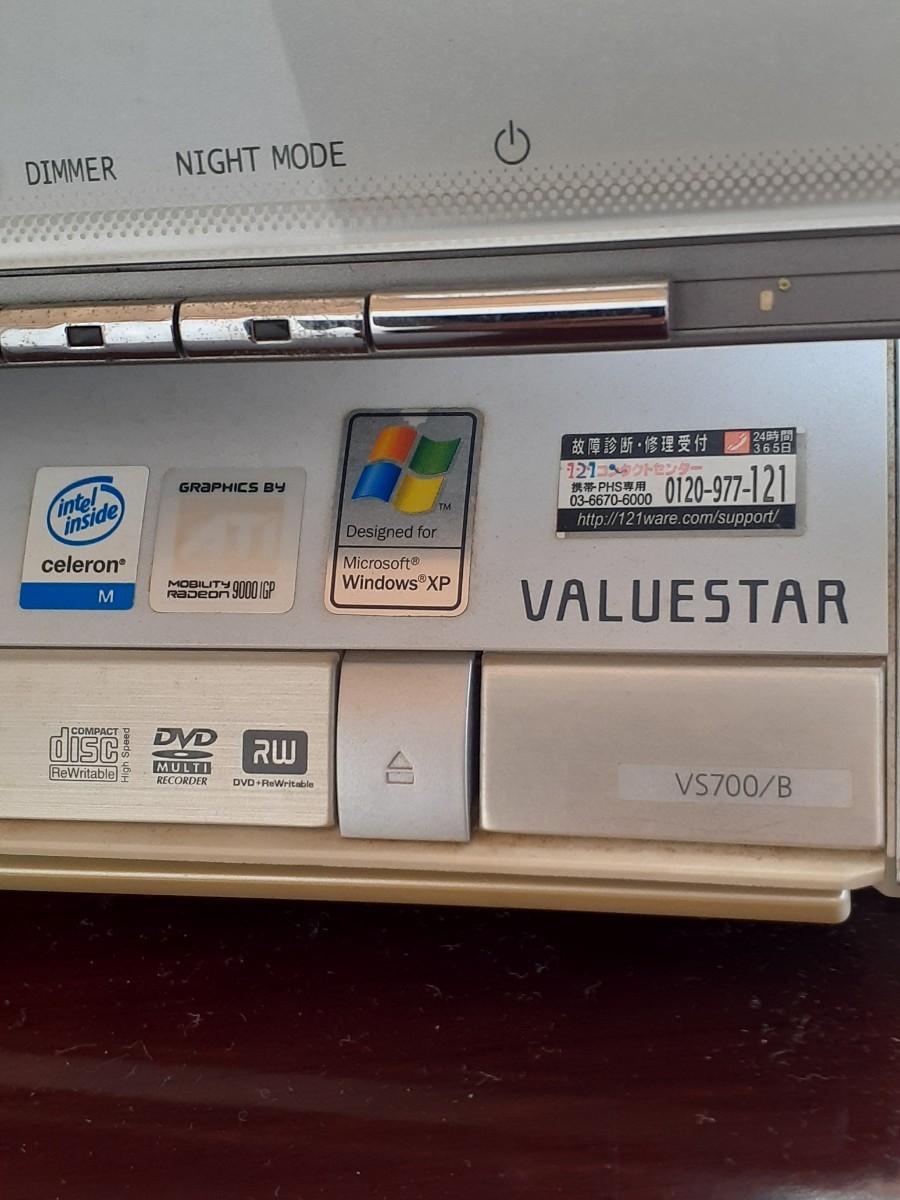 DIMMER
NIGHT MODE
intel
inside
celeron®
M
GRAPHICS BY
MOBILITY
RADEON 9000 IGP
TM
Designed for
Microsoft®
Windows®XP
故障診断・修理受付
24時間
365日
121コンタクトセンター
携帯・PHS専用
03-6670-6000
0120-977-121
http://121ware.com/support/
VALUESTAR
COMPACT
disc
ReWritable
High Speed
DVD
MULTI
RECORDER
RW
DVD+ReWritable
VS700/B